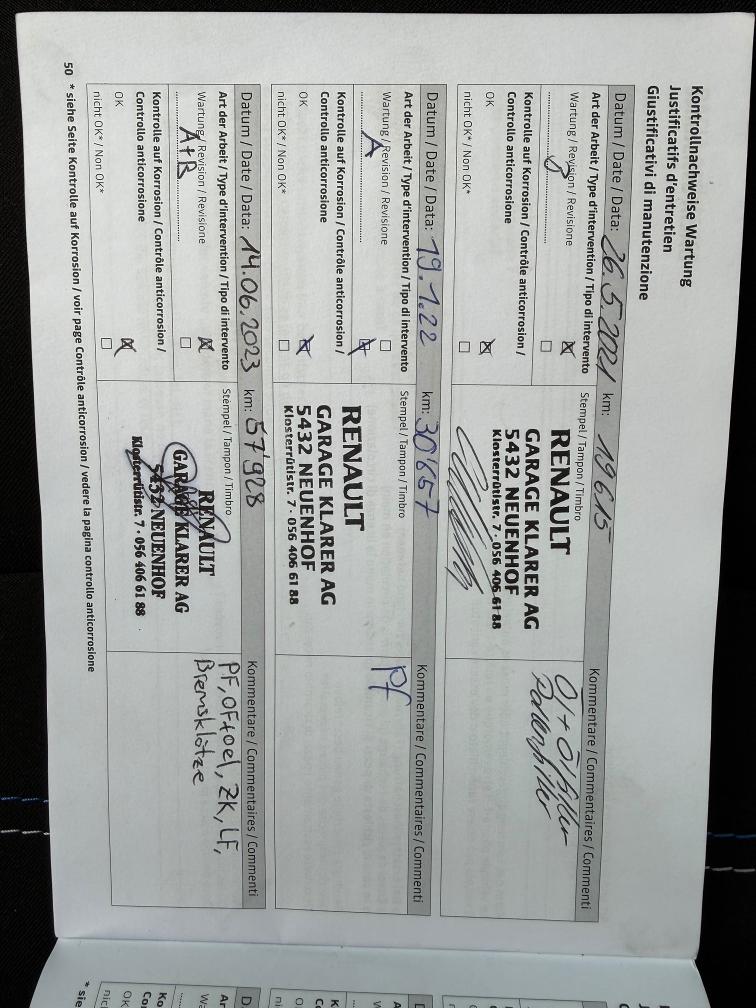 Kontrollnachweise Wartung
Justificatifs d'entretien
Giustificativi di manutenzione
Datum / Date / Data: 26.5.2021 km: 19615
Art der Arbeit / Type d'intervention / Tipo di intervento
Wartung / Revision / Revisione
B
Kontrolle auf Korrosion / Contrôle anticorrosion /
Controllo anticorrosione
OK
nicht OK* / Non OK*
Stempel / Tampon / Timbro
RENAULT
GARAGE KLARER AG
5432 NEUENHOF
Klosterrütistr. 7 · 056 406 61 88
Kommentare / Commentaires / Commenti
Öl + Ölfilter
Pollenfilter
Datum / Date / Data: 19.1.22 km: 30'657
Art der Arbeit / Type d'intervention / Tipo di intervento
Wartung / Revision / Revisione
A
Kontrolle auf Korrosion / Contrôle anticorrosion /
Controllo anticorrosione
OK
nicht OK* / Non OK*
Stempel / Tampon / Timbro
RENAULT
GARAGE KLARER AG
5432 NEUENHOF
Klosterrütistr. 7 · 056 406 61 88
Kommentare / Commentaires / Commenti
Pf
Datum / Date / Data: 14.06.2023 km: 57'928
Art der Arbeit / Type d'intervention / Tipo di intervento
Wartung / Revision / Revisione
A+B
Kontrolle auf Korrosion / Contrôle anticorrosion /
Controllo anticorrosione
OK
nicht OK* / Non OK*
Stempel / Tampon / Timbro
RENAULT
GARAGE KLARER AG
5432 NEUENHOF
Klosterrütistr. 7 · 056 406 61 88
Kommentare / Commentaires / Commenti
PF, OF+oel, ZK, LF,
Bremsklötze
50 * siehe Seite Kontrolle auf Korrosion / voir page Contrôle anticorrosion / vedere la pagina controllo anticorrosione